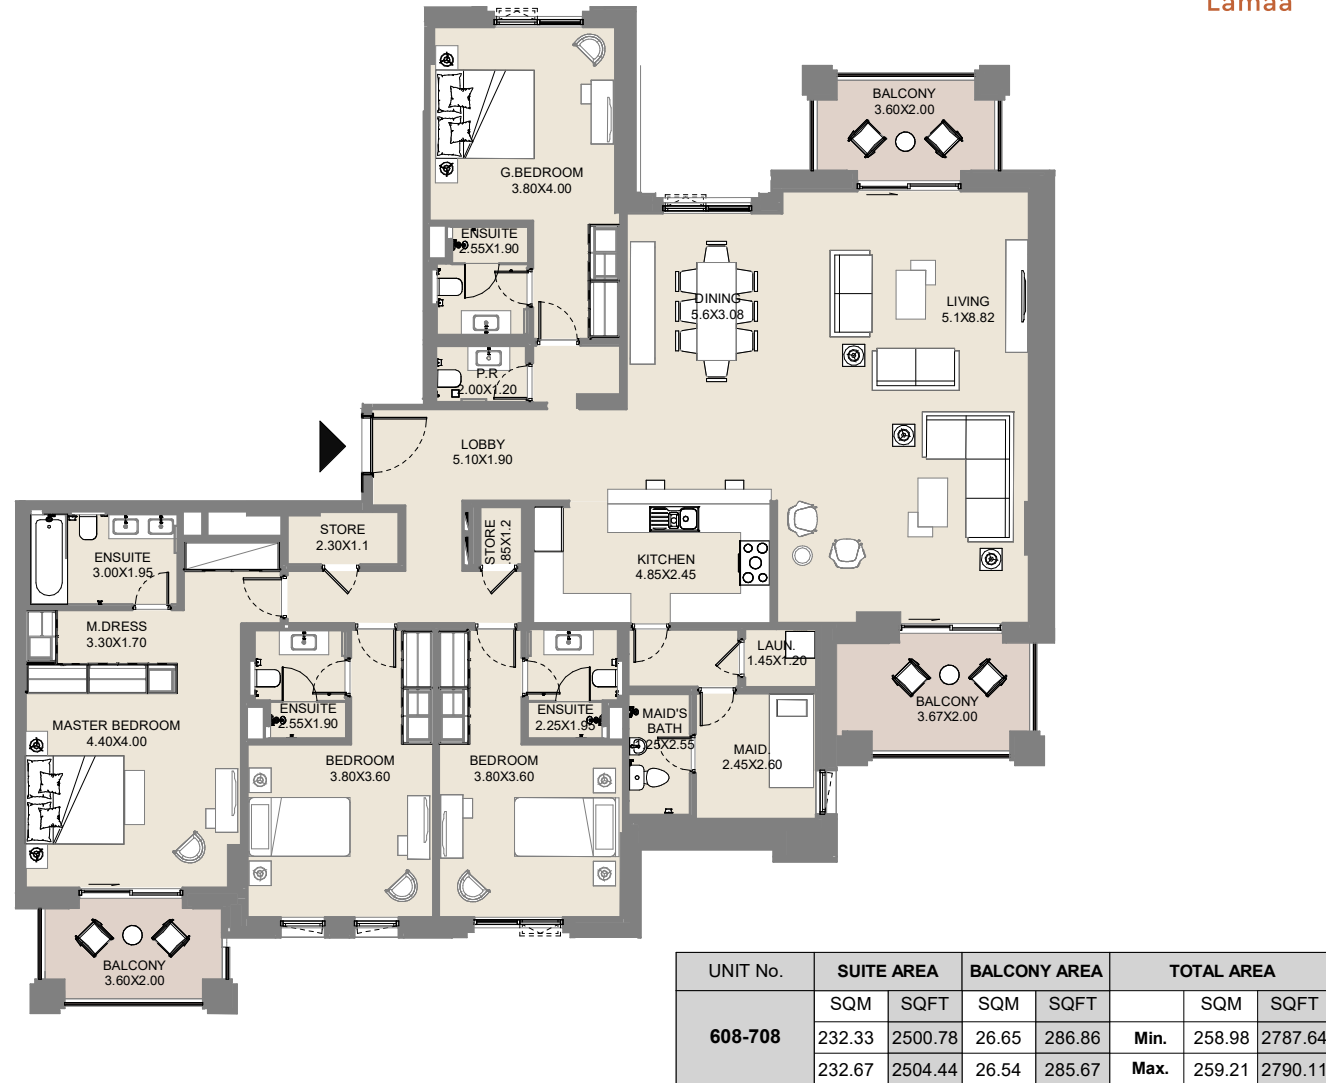 Lamaa
BALCONY
3.60X2.00
G.BEDROOM
3.80X4.00
ENSUITE
2.55X1.90
DINING
5.6X3.08
LIVING
5.1X8.82
P.R
2.00X1.20
LOBBY
5.10X1.90
STORE
2.30X1.1
STORE
.85X1.2
ENSUITE
3.00X1.95
KITCHEN
4.85X2.45
M.DRESS
3.30X1.70
LAUN.
1.45X1.20
MASTER BEDROOM
4.40X4.00
ENSUITE
2.55X1.90
ENSUITE
2.25X1.95
MAID'S
BATH
.25X2.55
BALCONY
3.67X2.00
BEDROOM
3.80X3.60
BEDROOM
3.80X3.60
MAID.
2.45X2.60
BALCONY
3.60X2.00
UNIT No. SUITE AREA BALCONY AREA TOTAL AREA
SQM SQFT SQM SQFT SQM SQFT
608-708 232.33 2500.78 26.65 286.86 Min. 258.98 2787.64
232.67 2504.44 26.54 285.67 Max. 259.21 2790.11